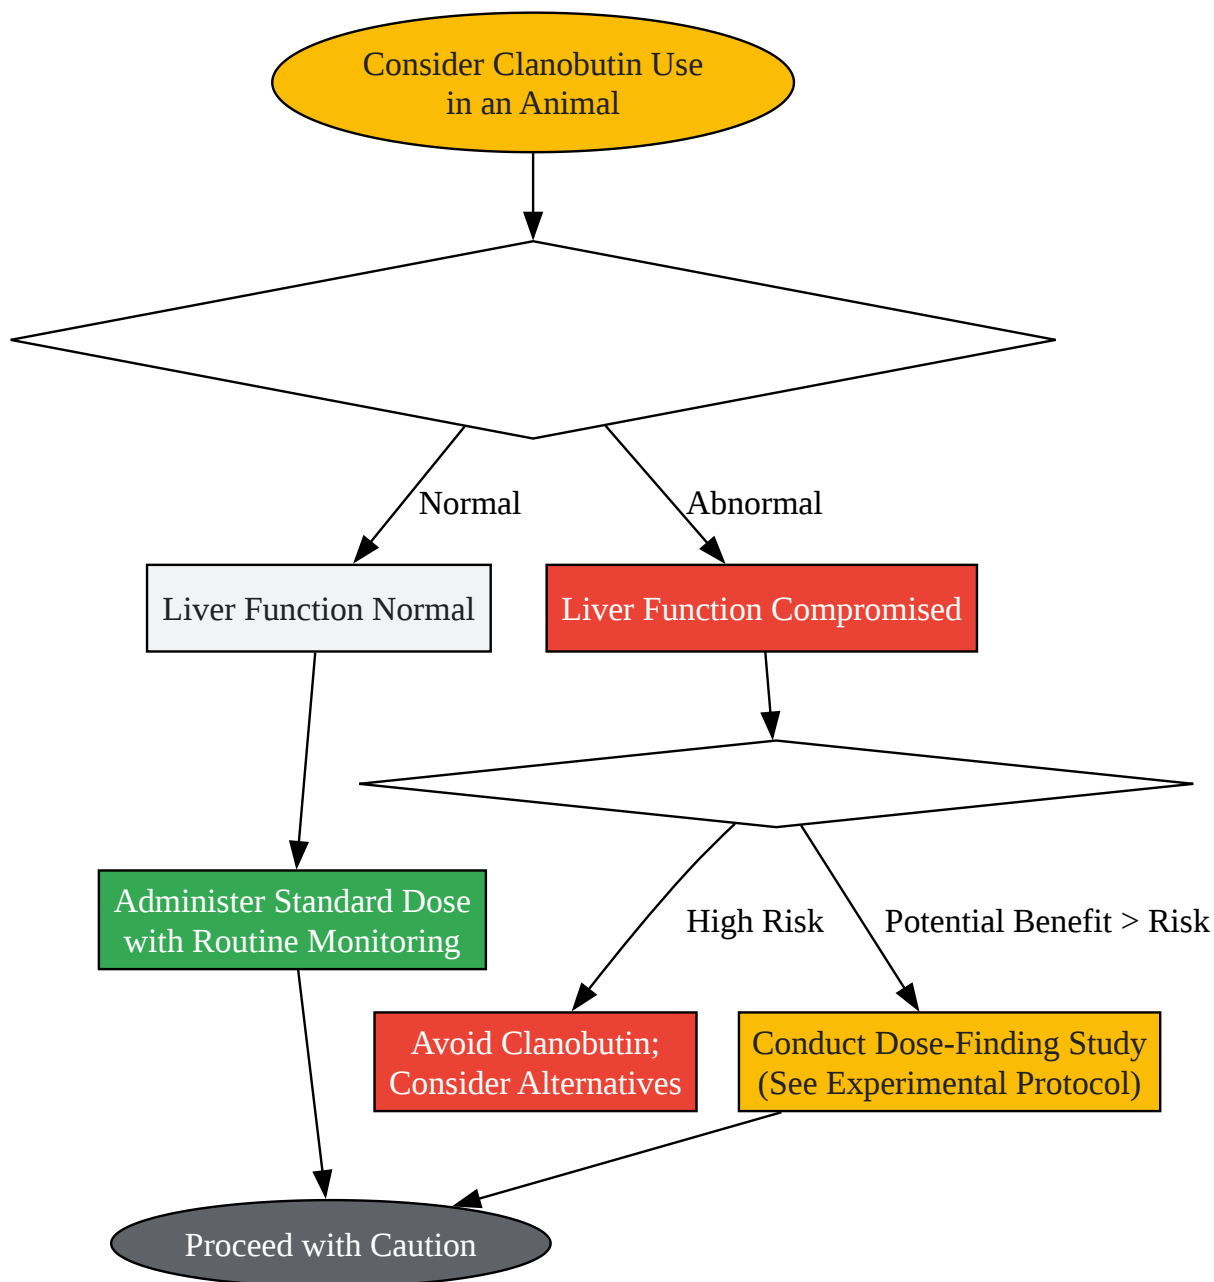 Consider Clanobutin Use
in an Animal
Normal
Abnormal
Liver Function Normal
Liver Function Compromised
Administer Standard Dose
with Routine Monitoring
High Risk
Potential Benefit > Risk
Avoid Clanobutin;
Consider Alternatives
Conduct Dose-Finding Study
(See Experimental Protocol)
Proceed with Caution